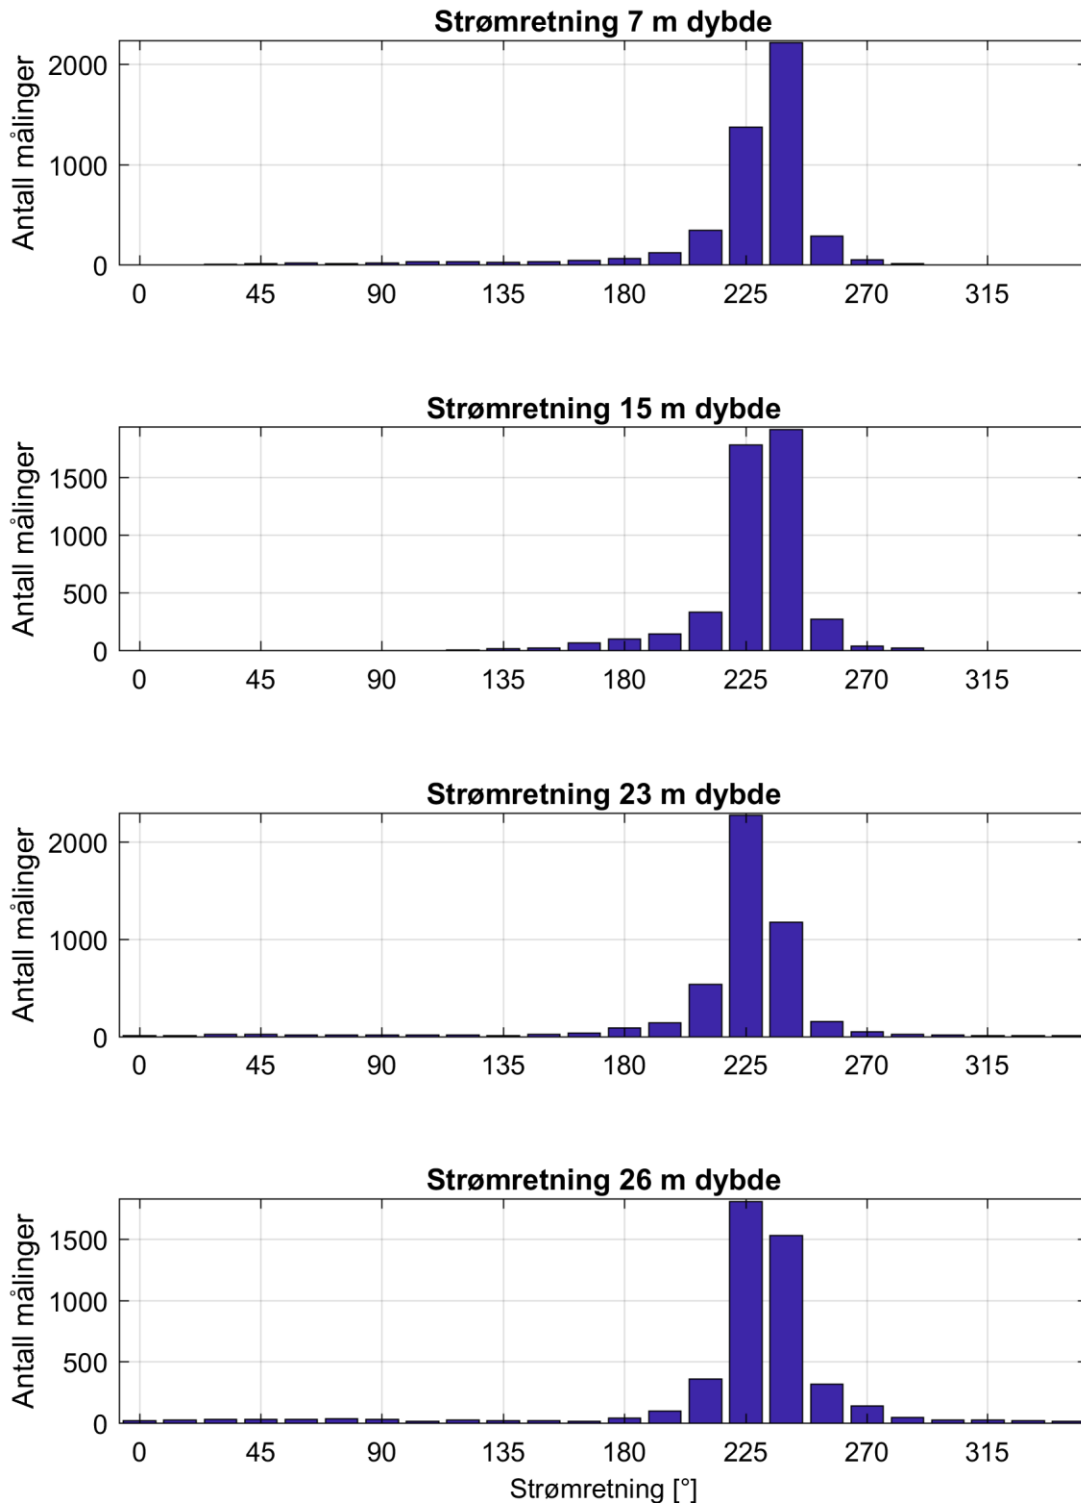 Strømretning 7 m dybde
Antall målinger
2000
1000
0
0 45 90 135 180 225 270 315
Strømretning 15 m dybde
Antall målinger
1500
1000
500
0
0 45 90 135 180 225 270 315
Strømretning 23 m dybde
Antall målinger
2000
1000
0
0 45 90 135 180 225 270 315
Strømretning 26 m dybde
Antall målinger
1500
1000
500
0
0 45 90 135 180 225 270 315
Strømretning [°]